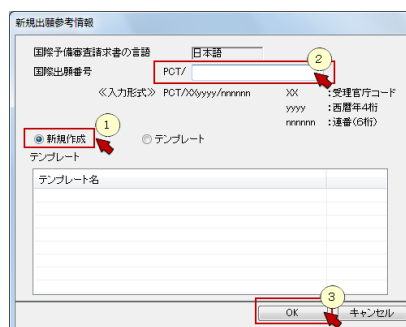 新規出願参考情報
国際予備審査請求書の言語 日本語
国際出願番号 PCT/
2
≪入力形式≫ PCT/XXyyyy/nnnnnn XX :受理官庁コード
yyyy :西暦年4桁
nnnnnn :連番(6桁)
1
新規作成 テンプレート
テンプレート
テンプレート名
3
OK キャンセル